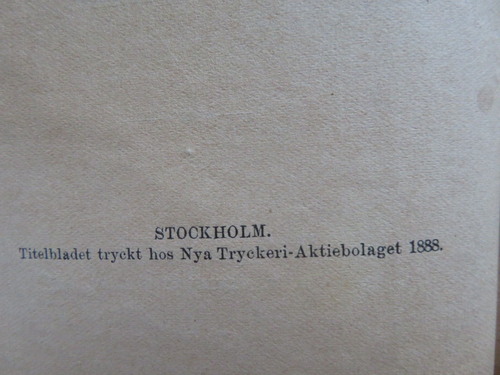 STOCKHOLM.
Titelbladet tryckt hos Nya Tryckeri-Aktiebolaget 1888.